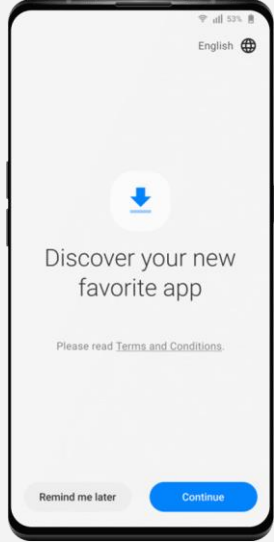 53%
English
Discover your new
favorite app
Please read Terms and Conditions.
Remind me later
Continue